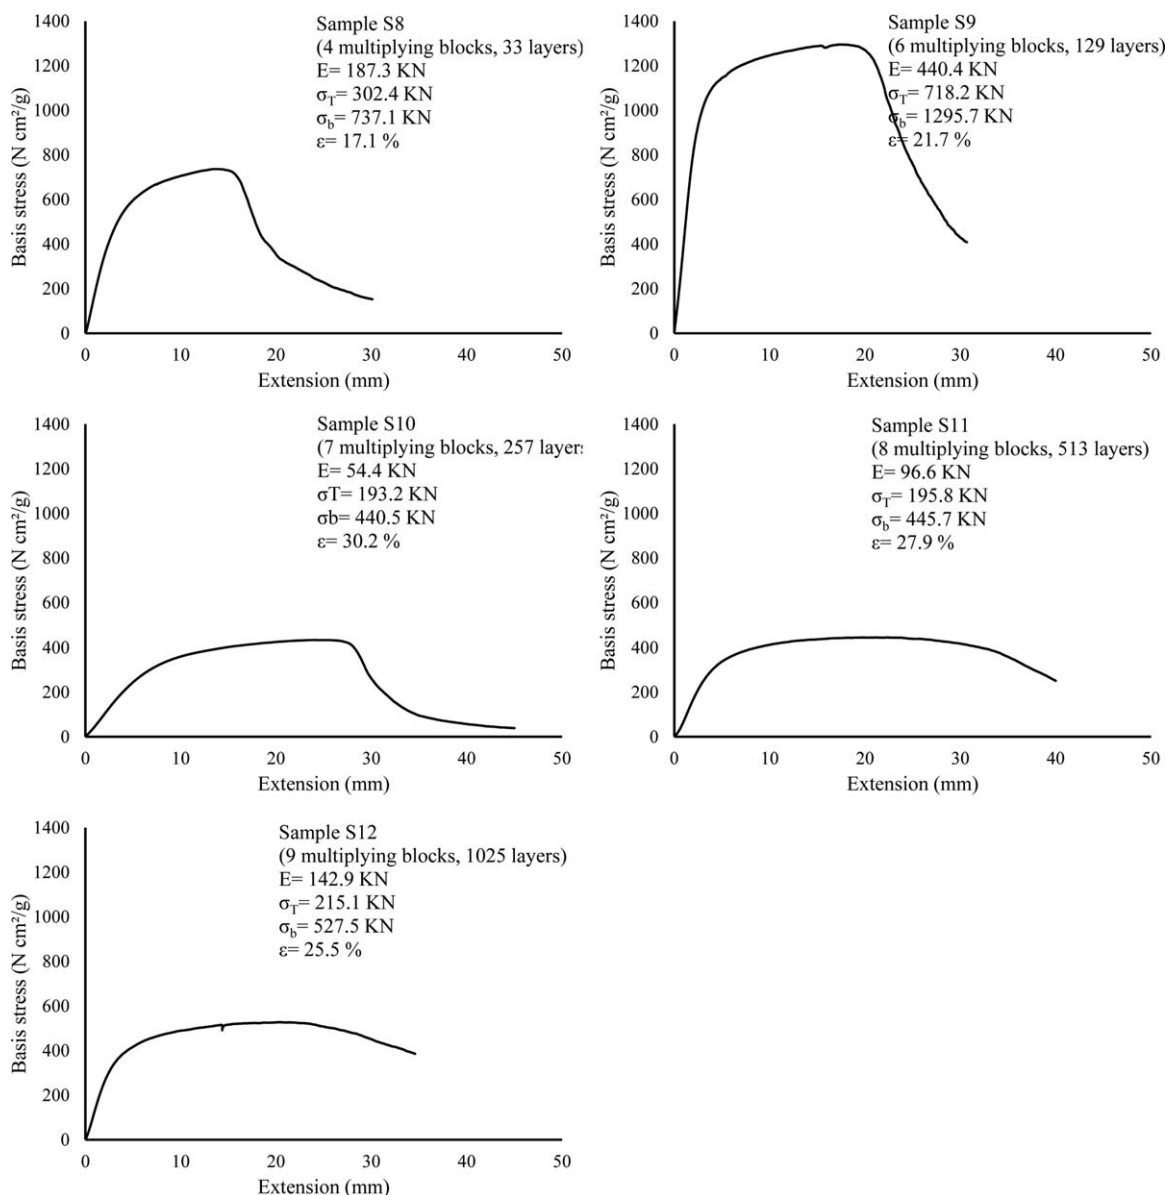 Sample S8
(4 multiplying blocks, 33 layers)
E= 187.3 KN
σT= 302.4 KN
σb= 737.1 KN
ε= 17.1 %
Basis stress (N cm²/g)
1400
1200
1000
800
600
400
200
0
0 10 20 30 40 50
Extension (mm)
Sample S9
(6 multiplying blocks, 129 layers)
E= 440.4 KN
σT= 718.2 KN
σb= 1295.7 KN
ε= 21.7 %
Basis stress (N cm²/g)
1400
1200
1000
800
600
400
200
0
0 10 20 30 40 50
Extension (mm)
Sample S10
(7 multiplying blocks, 257 layer
E= 54.4 KN
σT= 193.2 KN
σb= 440.5 KN
ε= 30.2 %
Basis stress (N cm²/g)
1400
1200
1000
800
600
400
200
0
0 10 20 30 40 50
Extension (mm)
Sample S11
(8 multiplying blocks, 513 layers)
E= 96.6 KN
σT= 195.8 KN
σb= 445.7 KN
ε= 27.9 %
Basis stress (N cm²/g)
1400
1200
1000
800
600
400
200
0
0 10 20 30 40 50
Extension (mm)
Sample S12
(9 multiplying blocks, 1025 layers)
E= 142.9 KN
σT= 215.1 KN
σb= 527.5 KN
ε= 25.5 %
Basis stress (N cm²/g)
1400
1200
1000
800
600
400
200
0
0 10 20 30 40 50
Extension (mm)